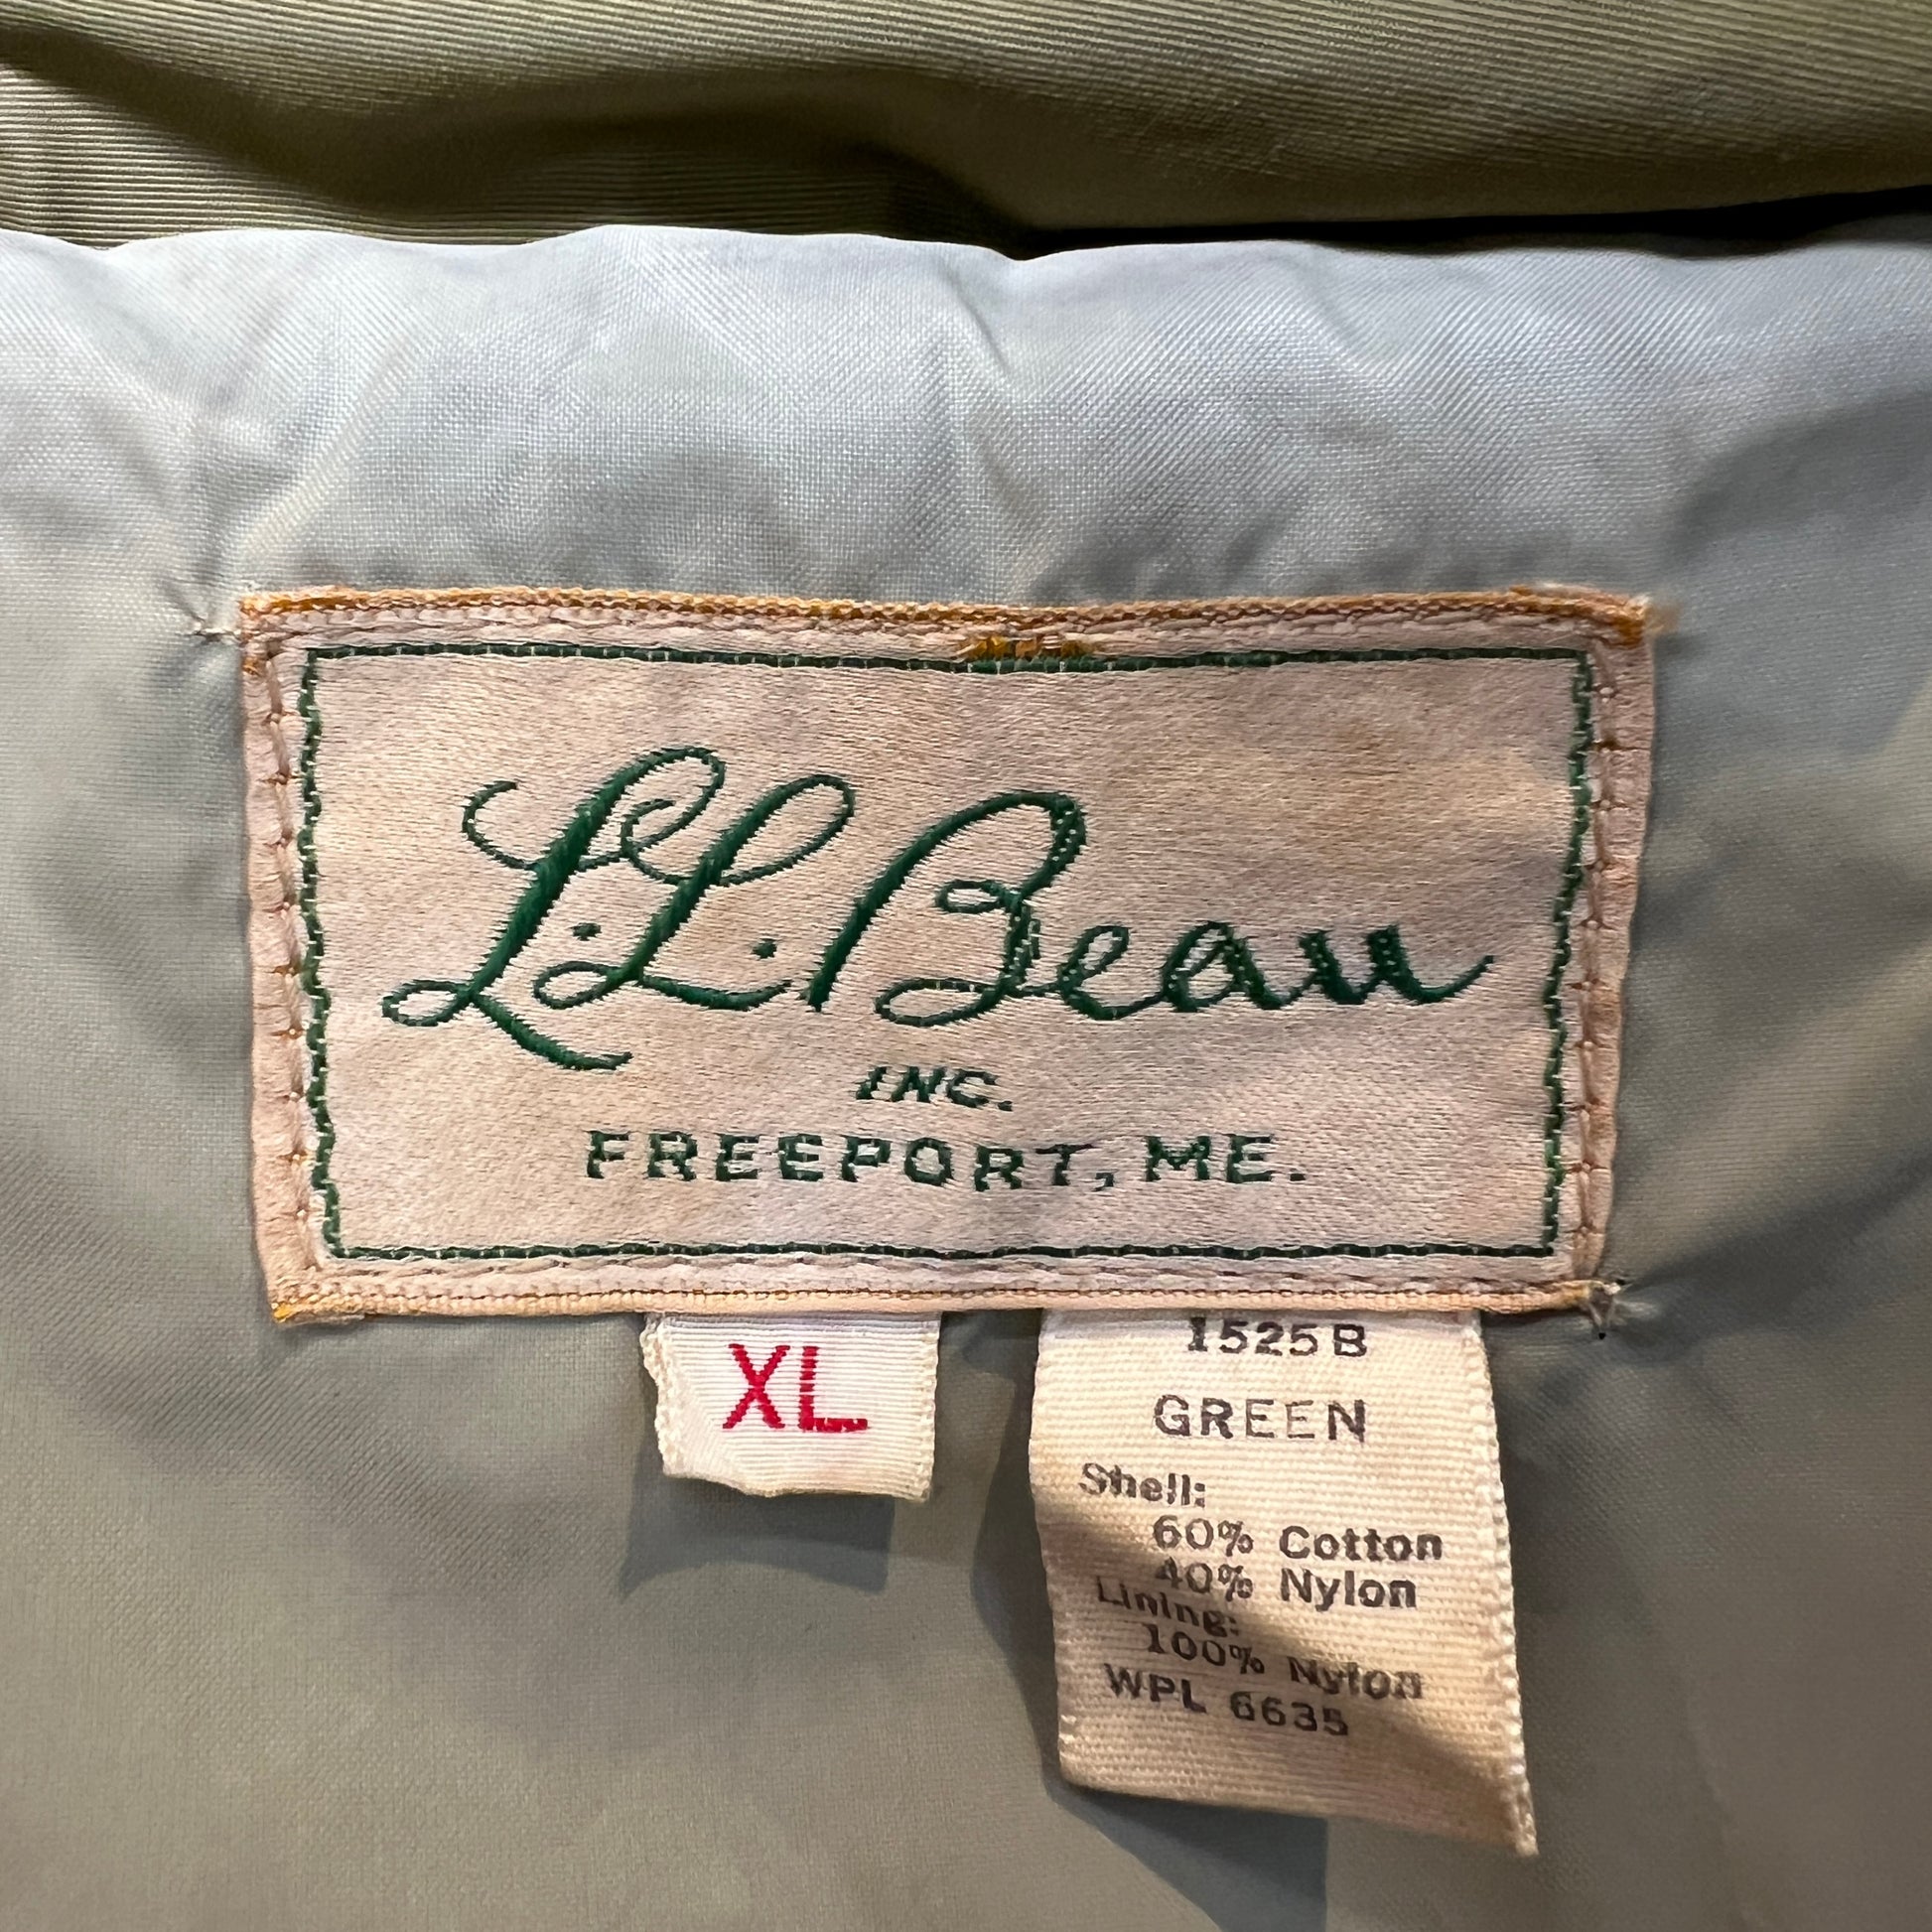 L.L.Bean
INC.
FREEPORT, ME.
XL
1525B
GREEN
Shell:
60% Cotton
40% Nylon
Lining:
100% Nylon
WPL 6635